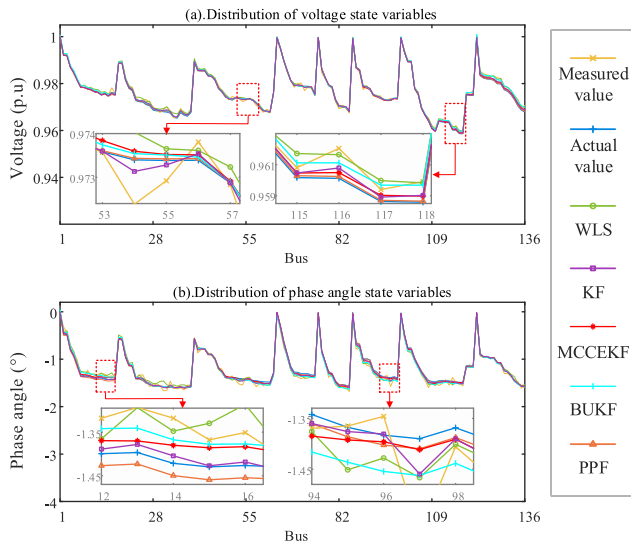 (a).Distribution of voltage state variables
Voltage (p.u)
1
0.98
0.96
0.94
0.974
0.973
53 55 57
0.961
0.959
115 116 117 118
1 28 55 82 109 136
Bus
(b).Distribution of phase angle state variables
Phase angle (°)
0
-1
-2
-3
-4
-1.35
-1.45
12 14 16
-1.35
-1.45
94 96 98
1 28 55 82 109 136
Bus
Measured
value
Actual
value
WLS
KF
MCCEKF
BUKF
PPF